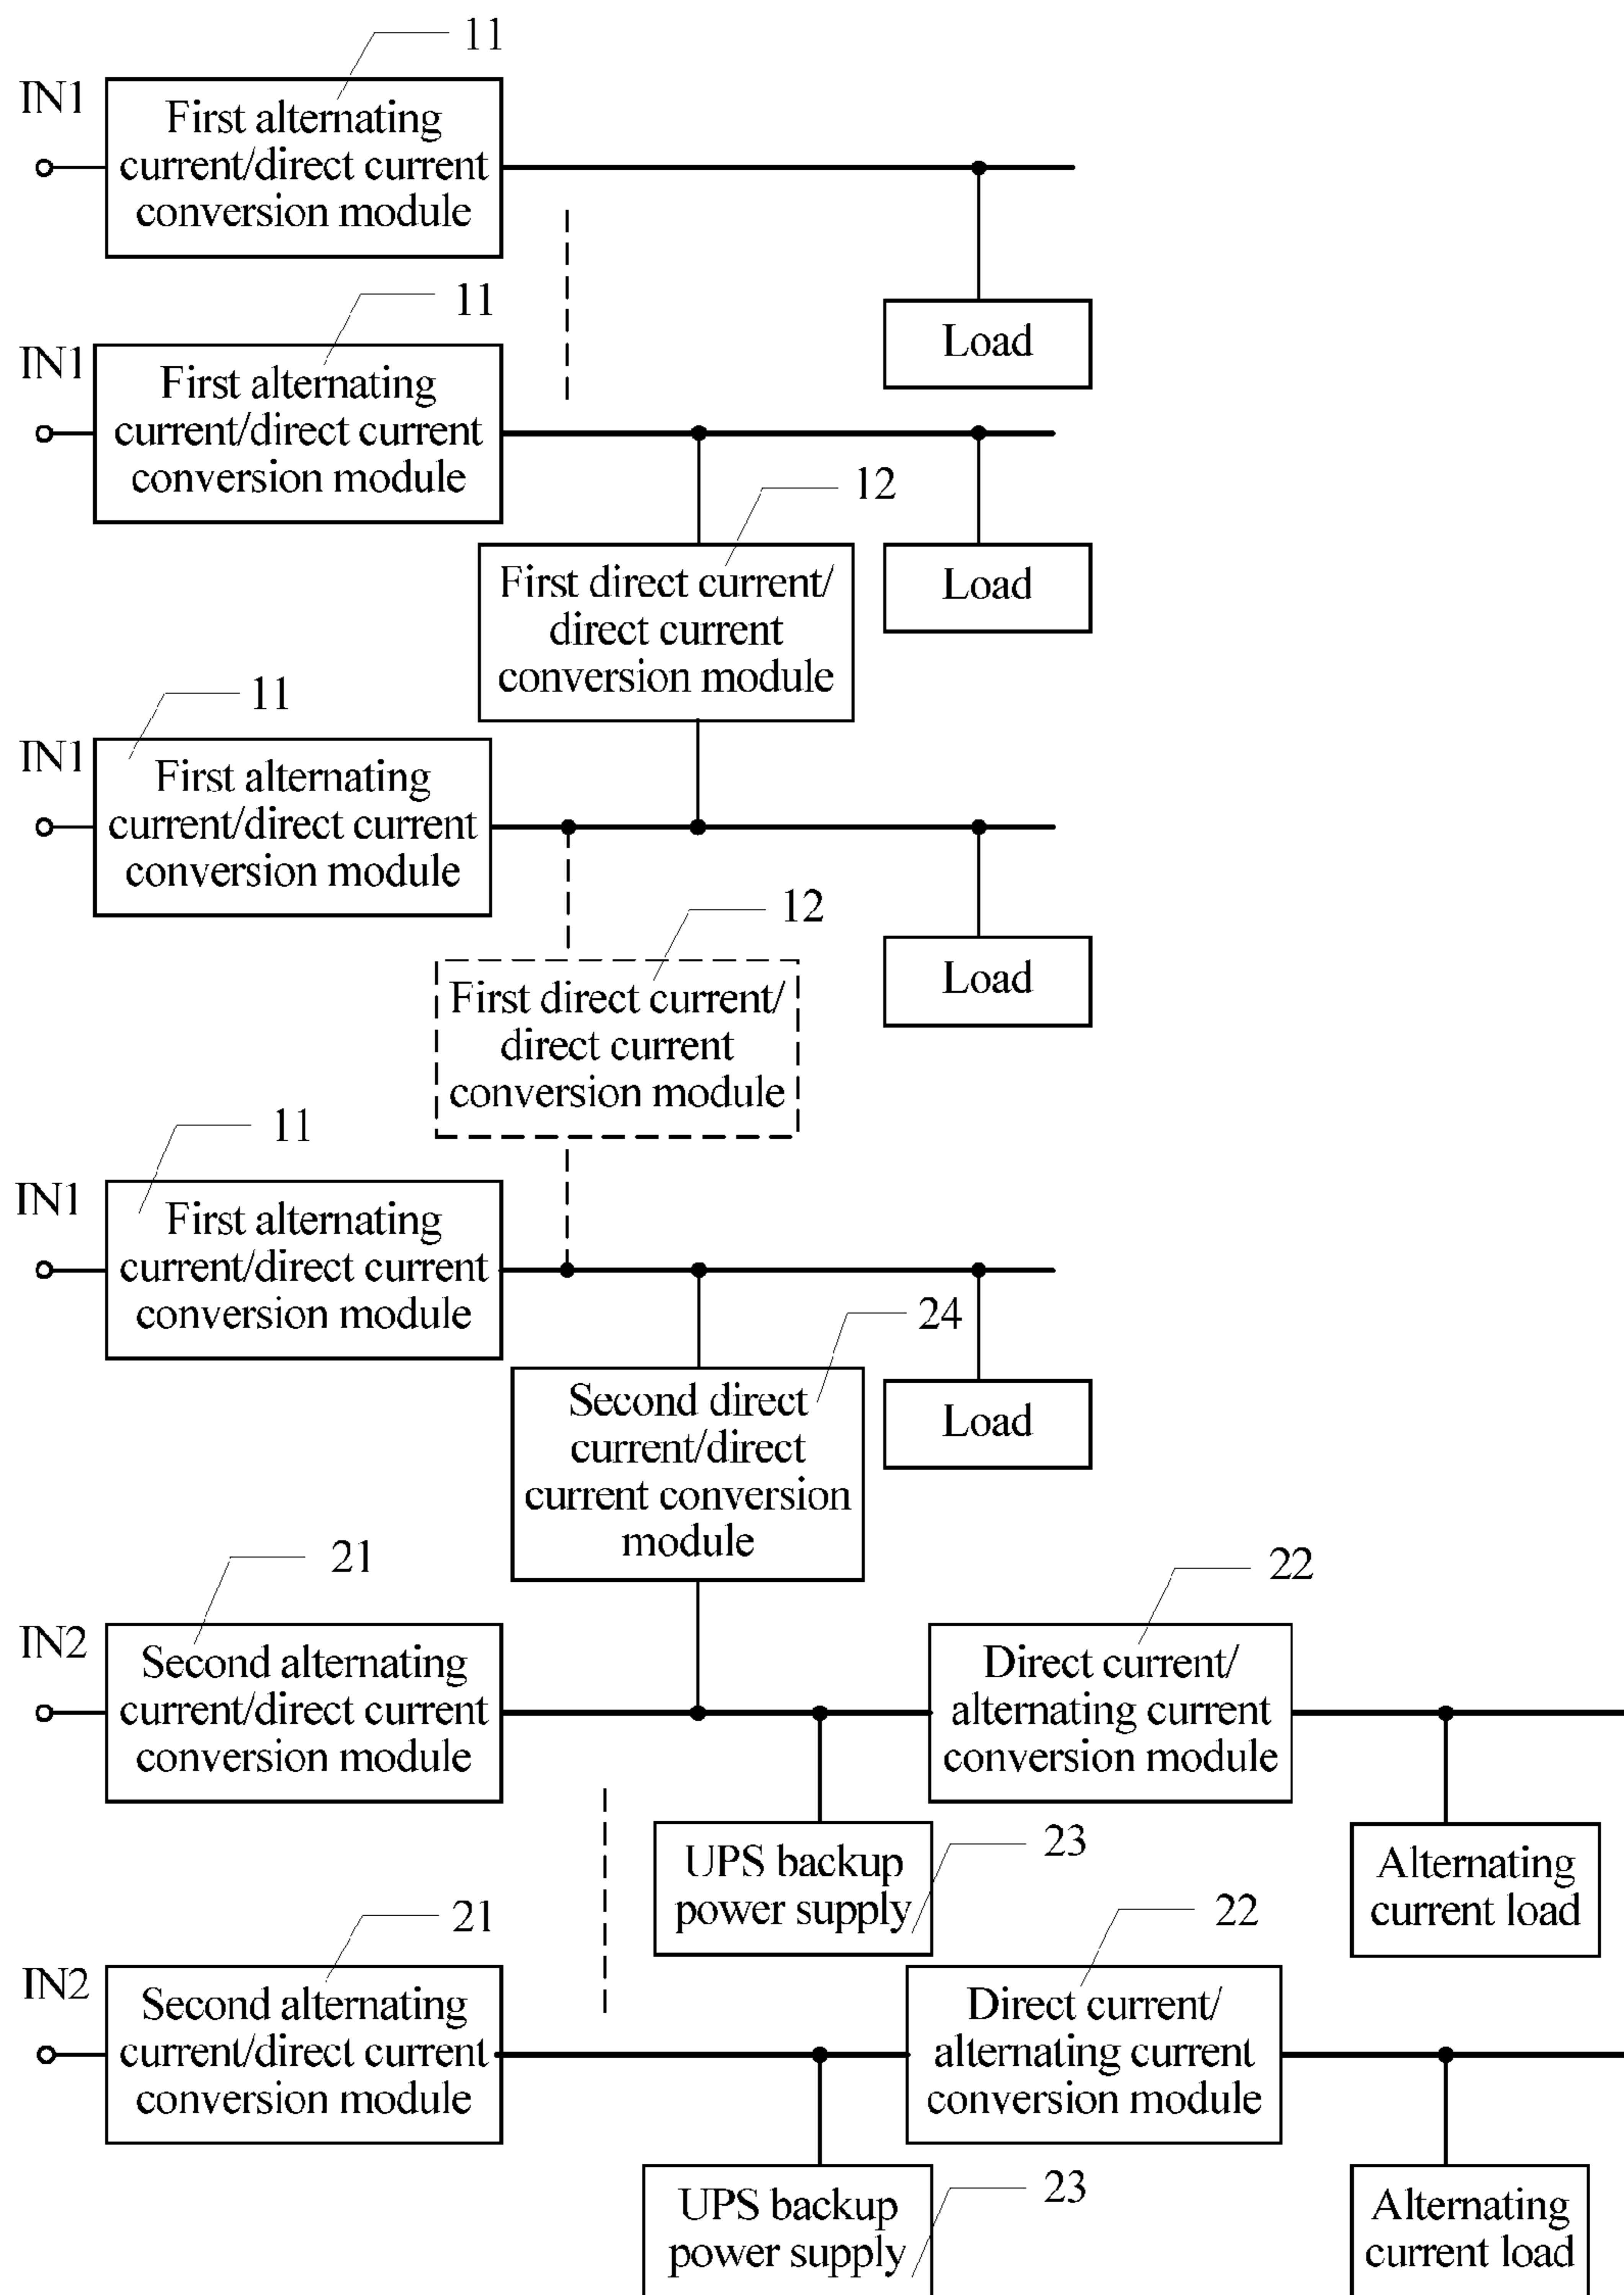 11
IN1
First alternating
current/direct current
conversion module
Load
11
IN1
First alternating
current/direct current
conversion module
12
Load
First direct current/
direct current
conversion module
11
IN1
First alternating
current/direct current
conversion module
12
Load
First direct current/
direct current
conversion module
11
IN1
First alternating
current/direct current
conversion module
24
Load
Second direct
current/direct
current conversion
module
21
22
IN2
Second alternating
current/direct current
conversion module
Direct current/
alternating current
conversion module
UPS backup
power supply
23
Alternating
current load
21
22
IN2
Second alternating
current/direct current
conversion module
Direct current/
alternating current
conversion module
UPS backup
power supply
23
Alternating
current load